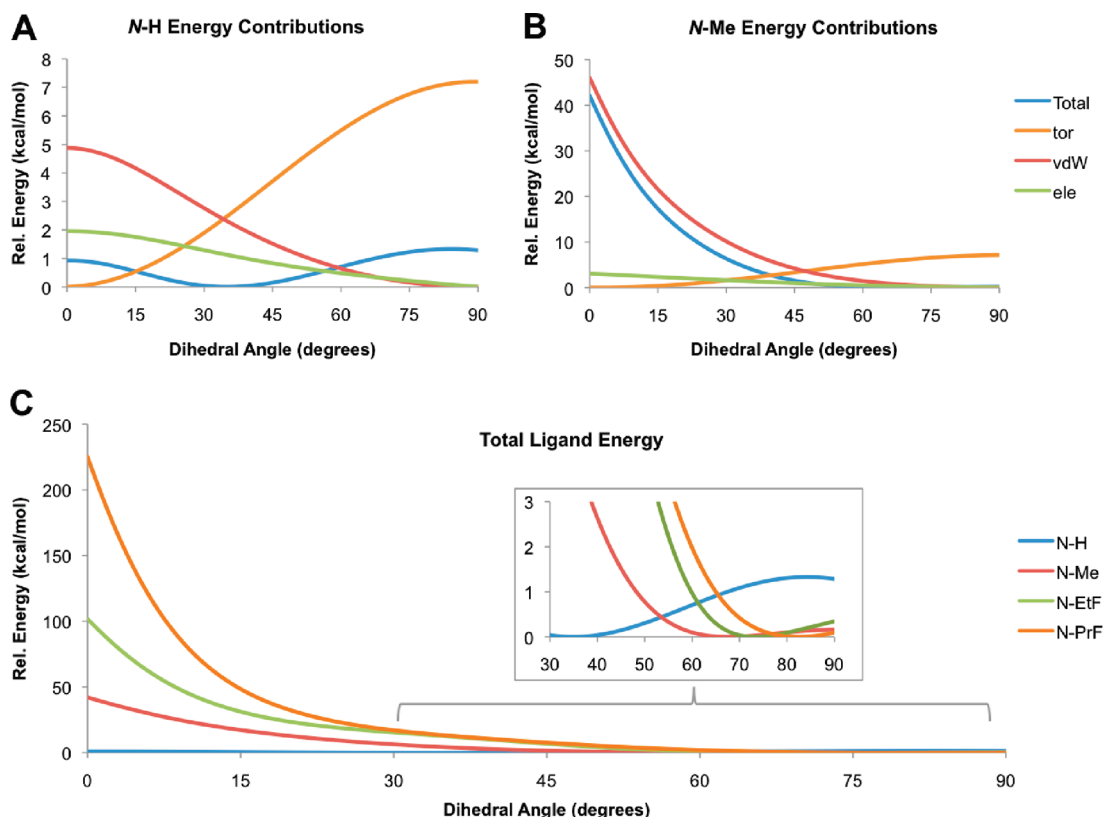 A
N-H Energy Contributions
Rel. Energy (kcal/mol)
8
7
6
5
4
3
2
1
0
0 15 30 45 60 75 90
Dihedral Angle (degrees)
B
N-Me Energy Contributions
Rel. Energy (kcal/mol)
50
40
30
20
10
0
0 15 30 45 60 75 90
Dihedral Angle (degrees)
Total
tor
vdW
ele
C
Total Ligand Energy
Rel. Energy (kcal/mol)
250
200
150
100
50
0
0 15 30 45 60 75 90
Dihedral Angle (degrees)
3
2
1
0
30 40 50 60 70 80 90
N-H
N-Me
N-EtF
N-PrF